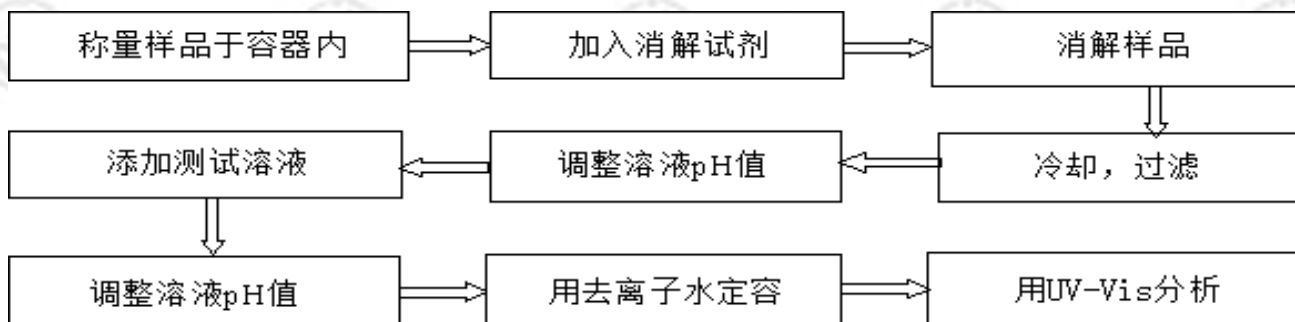 称量样品于容器内
加入消解试剂
消解样品
冷却，过滤
调整溶液pH值
添加测试溶液
调整溶液pH值
用去离子水定容
用UV-Vis分析